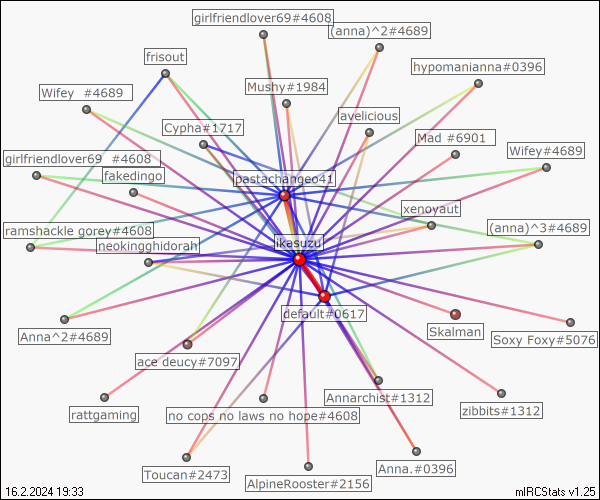 girlfriendlover69#4608
(anna)^2#4689
frisout
hypomanianna#0396
Wifey  #4689
Mushy#1984
avelicious
Cypha#1717
Mad #6901
Wifey#4689
girlfriendlover69  #4608
fakedingo
pastachangeo41
xenoyaut
ramshackle gorey#4608
(anna)^3#4689
neokingghidorah
ikasuzu
default#0617
Skalman
Anna^2#4689
Soxy Foxy#5076
ace deucy#7097
Annarchist#1312
rattgaming
no cops no laws no hope#4608
zibbits#1312
Toucan#2473
Anna.#0396
AlpineRooster#2156
16.2.2024 19:33
mIRCStats v1.25